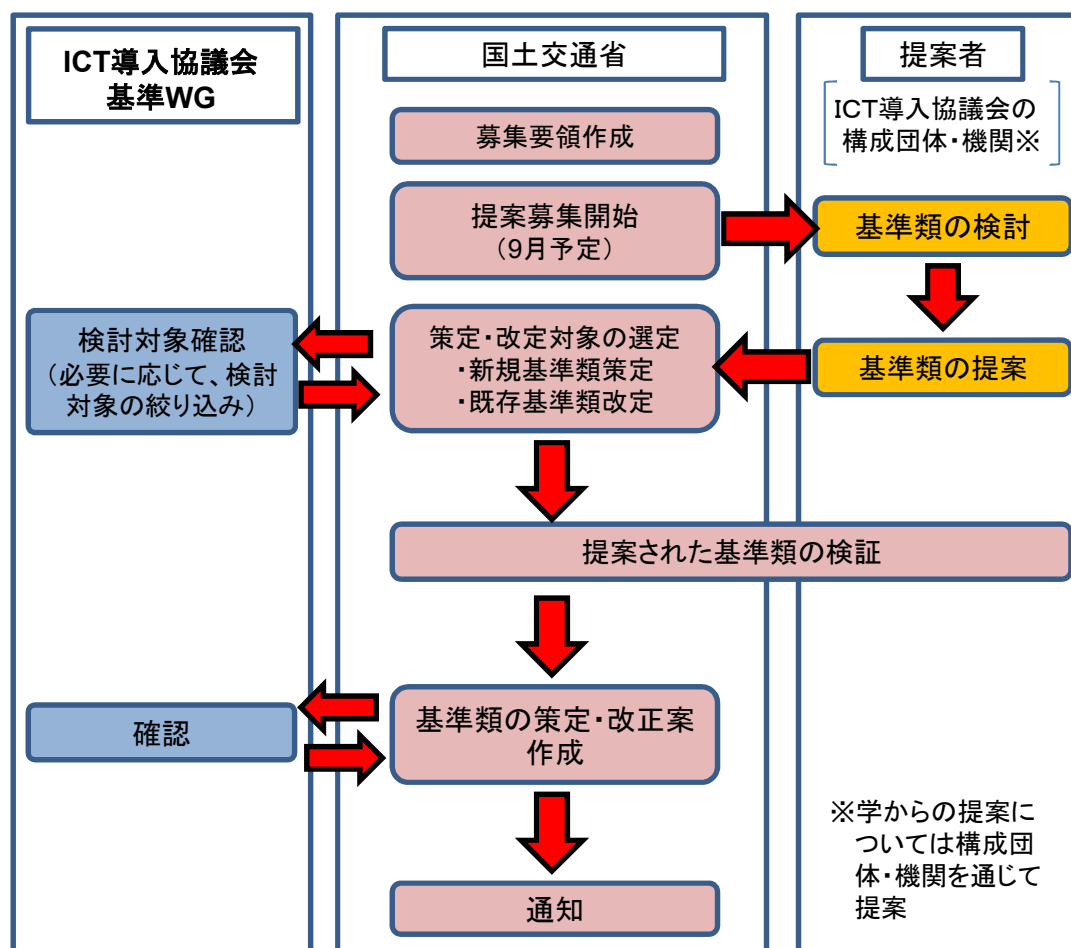 ICT導入協議会
基準WG
国土交通省
提案者
ICT導入協議会の
構成団体・機関※
募集要領作成
提案募集開始
（9月予定）
基準類の検討
検討対象確認
（必要に応じて、検討
対象の絞り込み）
策定・改定対象の選定
・新規基準類策定
・既存基準類改定
基準類の提案
提案された基準類の検証
確認
基準類の策定・改正案
作成
※学からの提案に
ついては構成団
体・機関を通じて
提案
通知